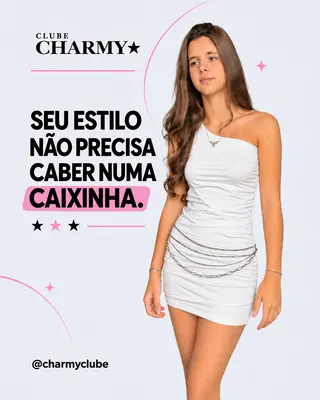 CLUBE
CHARMY
SEU ESTILO
NÃO PRECISA
CABER NUMA
CAIXINHA.
@charmyclube